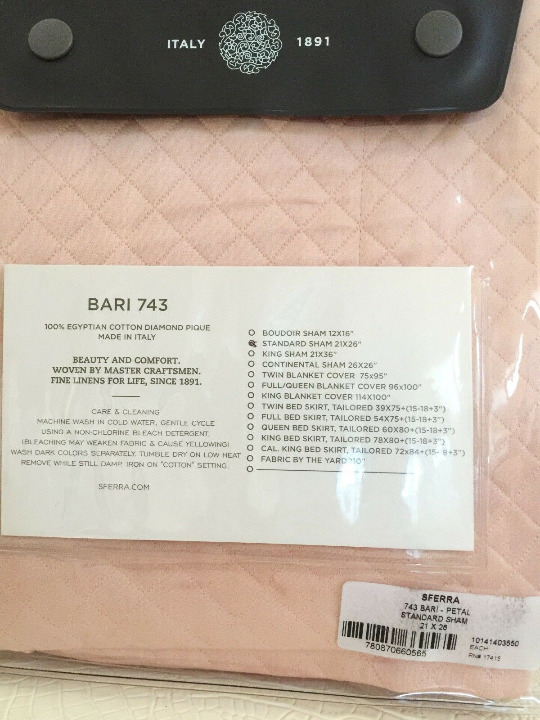 ITALY 1891
BARI 743
100% EGYPTIAN COTTON DIAMOND PIQUE
MADE IN ITALY
BEAUTY AND COMFORT.
WOVEN BY MASTER CRAFTSMEN.
FINE LINENS FOR LIFE, SINCE 1891.
CARE & CLEANING
MACHINE WASH IN COLD WATER, GENTLE CYCLE
USING A NON-CHLORINE BLEACH DETERGENT.
(BLEACHING MAY WEAKEN FABRIC & CAUSE YELLOWING)
WASH DARK COLORS SEPARATELY. TUMBLE DRY ON LOW HEAT
REMOVE WHILE STILL DAMP. IRON ON "COTTON" SETTING.
SFERRA.COM
BOUDOIR SHAM 12X16"
STANDARD SHAM 21X26"
KING SHAM 21X36"
CONTINENTAL SHAM 26X26"
TWIN BLANKET COVER 75x95"
FULL/QUEEN BLANKET COVER 96x100"
KING BLANKET COVER 114X100"
TWIN BED SKIRT, TAILORED 39X75+(15-18+3")
FULL BED SKIRT, TAILORED 54X75+(15-18+3")
QUEEN BED SKIRT, TAILORED 60X80+(15-18+3")
KING BED SKIRT, TAILORED 78X80+(15-18+3")
CAL. KING BED SKIRT, TAILORED 72x84+(15-18+3")
FABRIC BY THE YARD 110"
SFERRA
743 BARI - PETAL
STANDARD SHAM
21 X 26
780870660565
10141403550
EACH
RN# 17415